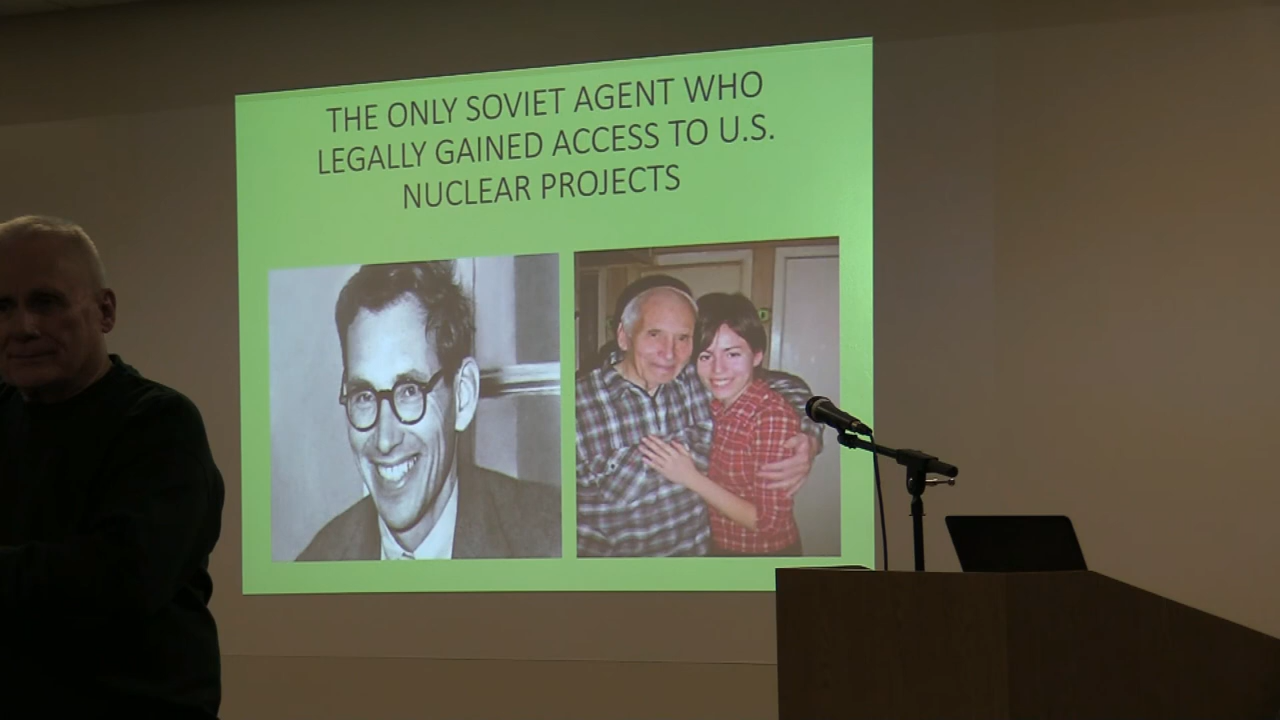 THE ONLY SOVIET AGENT WHO
LEGALLY GAINED ACCESS TO U.S.
NUCLEAR PROJECTS